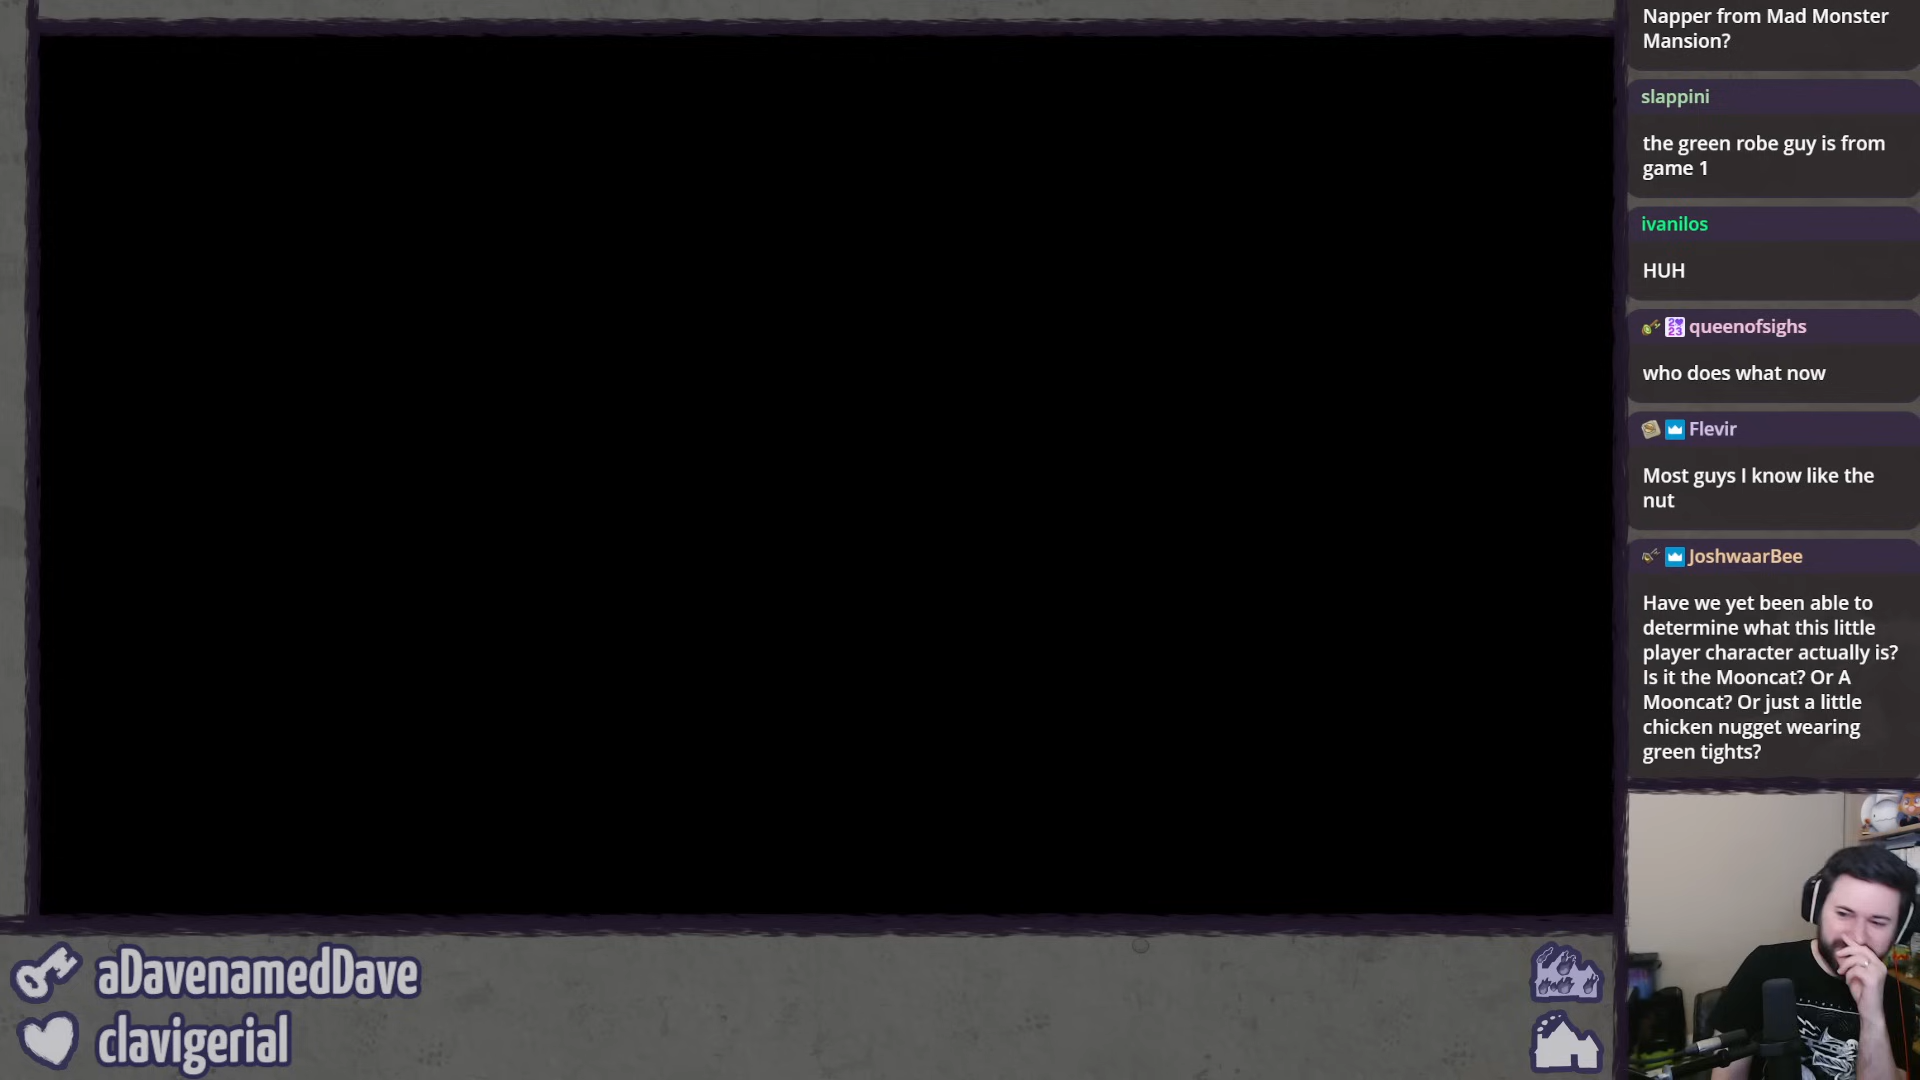 Napper from Mad Monster
Mansion?
slappini
the green robe guy is from
game 1
ivanilos
HUH
queenofsighs
who does what now
Flevir
Most guys I know like the
nut
JoshwaarBee
Have we yet been able to
determine what this little
player character actually is?
Is it the Mooncat? Or A
Mooncat? Or just a little
chicken nugget wearing
green tights?
aDavenamedDave
clavigerial